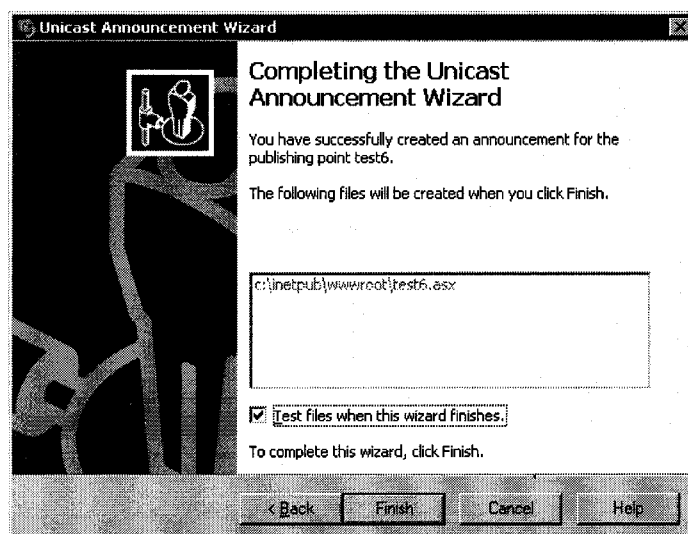 Unicast Announcement Wizard
Completing the Unicast
Announcement Wizard
You have successfully created an announcement for the
publishing point test6.
The following files will be created when you click Finish.
c:\inetpub\wwwroot\test6.asx
Test files when this wizard finishes.
To complete this wizard, click Finish.
< Back Finish Cancel Help